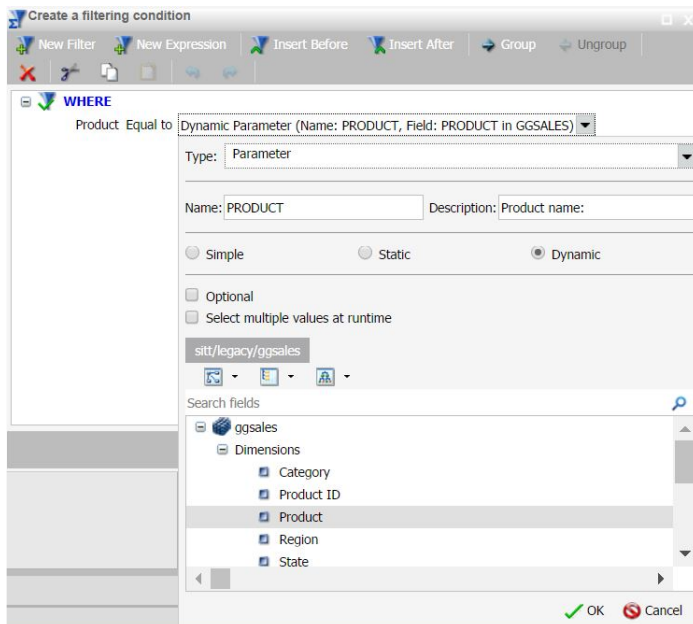 Create a filtering condition
New Filter New Expression Insert Before Insert After Group Ungroup
WHERE
Product Equal to Dynamic Parameter (Name: PRODUCT, Field: PRODUCT in GGSALES)
Type: Parameter
Name: PRODUCT Description: Product name:
Simple Static Dynamic
Optional
Select multiple values at runtime
sitt/legacy/ggsales
Search fields
ggsales
Dimensions
Category
Product ID
Product
Region
State
OK Cancel